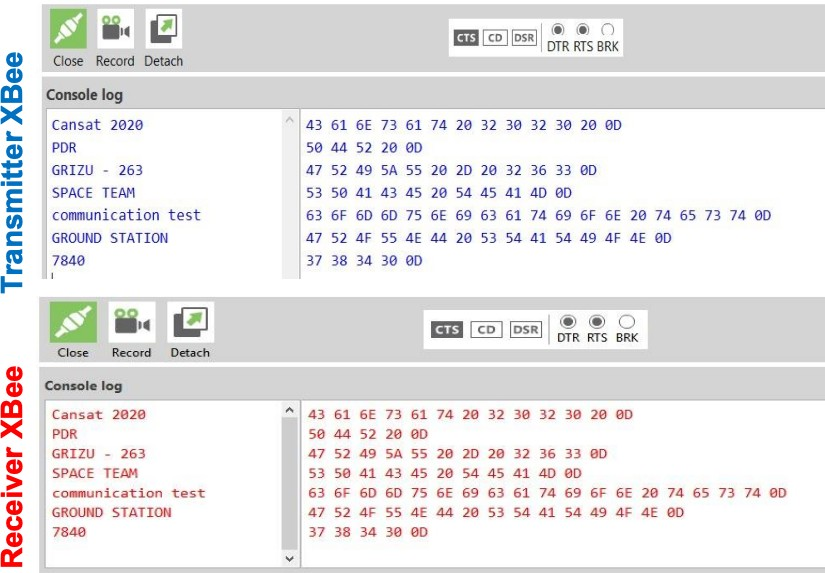 Transmitter XBee
Close Record Detach
CTS CD DSR DTR RTS BRK
Console log
Cansat 2020 43 61 6E 73 61 74 20 32 30 32 30 20 0D
PDR 50 44 52 20 0D
GRIZU - 263 47 52 49 5A 55 20 2D 20 32 36 33 0D
SPACE TEAM 53 50 41 43 45 20 54 45 41 4D 0D
communication test 63 6F 6D 6D 75 6E 69 63 61 74 69 6F 6E 20 74 65 73 74 0D
GROUND STATION 47 52 4F 55 4E 44 20 53 54 41 54 49 4F 4E 0D
7840 37 38 34 30 0D
Receiver XBee
Close Record Detach
CTS CD DSR DTR RTS BRK
Console log
Cansat 2020 43 61 6E 73 61 74 20 32 30 32 30 20 0D
PDR 50 44 52 20 0D
GRIZU - 263 47 52 49 5A 55 20 2D 20 32 36 33 0D
SPACE TEAM 53 50 41 43 45 20 54 45 41 4D 0D
communication test 63 6F 6D 6D 75 6E 69 63 61 74 69 6F 6E 20 74 65 73 74 0D
GROUND STATION 47 52 4F 55 4E 44 20 53 54 41 54 49 4F 4E 0D
7840 37 38 34 30 0D